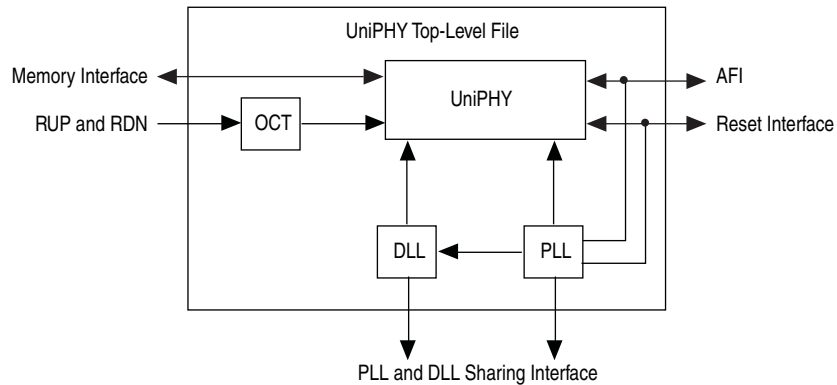 UniPHY Top-Level File
Memory Interface
UniPHY
AFI
RUP and RDN
OCT
Reset Interface
DLL
PLL
PLL and DLL Sharing Interface